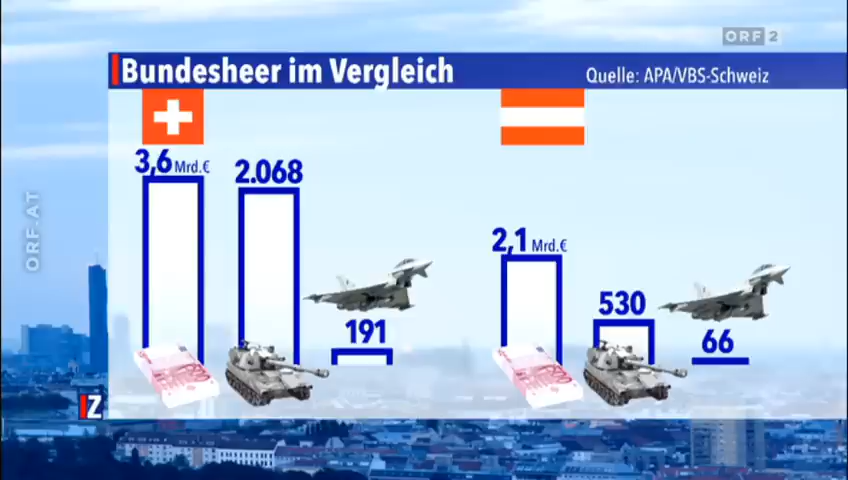 ORF 2
Bundesheer im Vergleich
Quelle: APA/VBS-Schweiz
3,6 Mrd.€
2.068
191
2,1 Mrd.€
530
66
ORF.AT
IZ